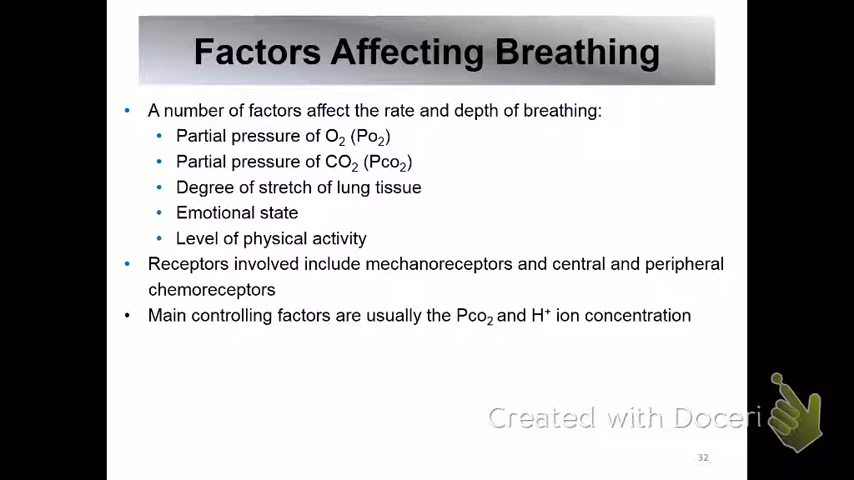 Factors Affecting Breathing
• A number of factors affect the rate and depth of breathing:
• Partial pressure of O₂ (Po₂)
• Partial pressure of CO₂ (Pco₂)
• Degree of stretch of lung tissue
• Emotional state
• Level of physical activity
• Receptors involved include mechanoreceptors and central and peripheral
chemoreceptors
• Main controlling factors are usually the Pco₂ and H⁺ ion concentration
Created with Doceri
32